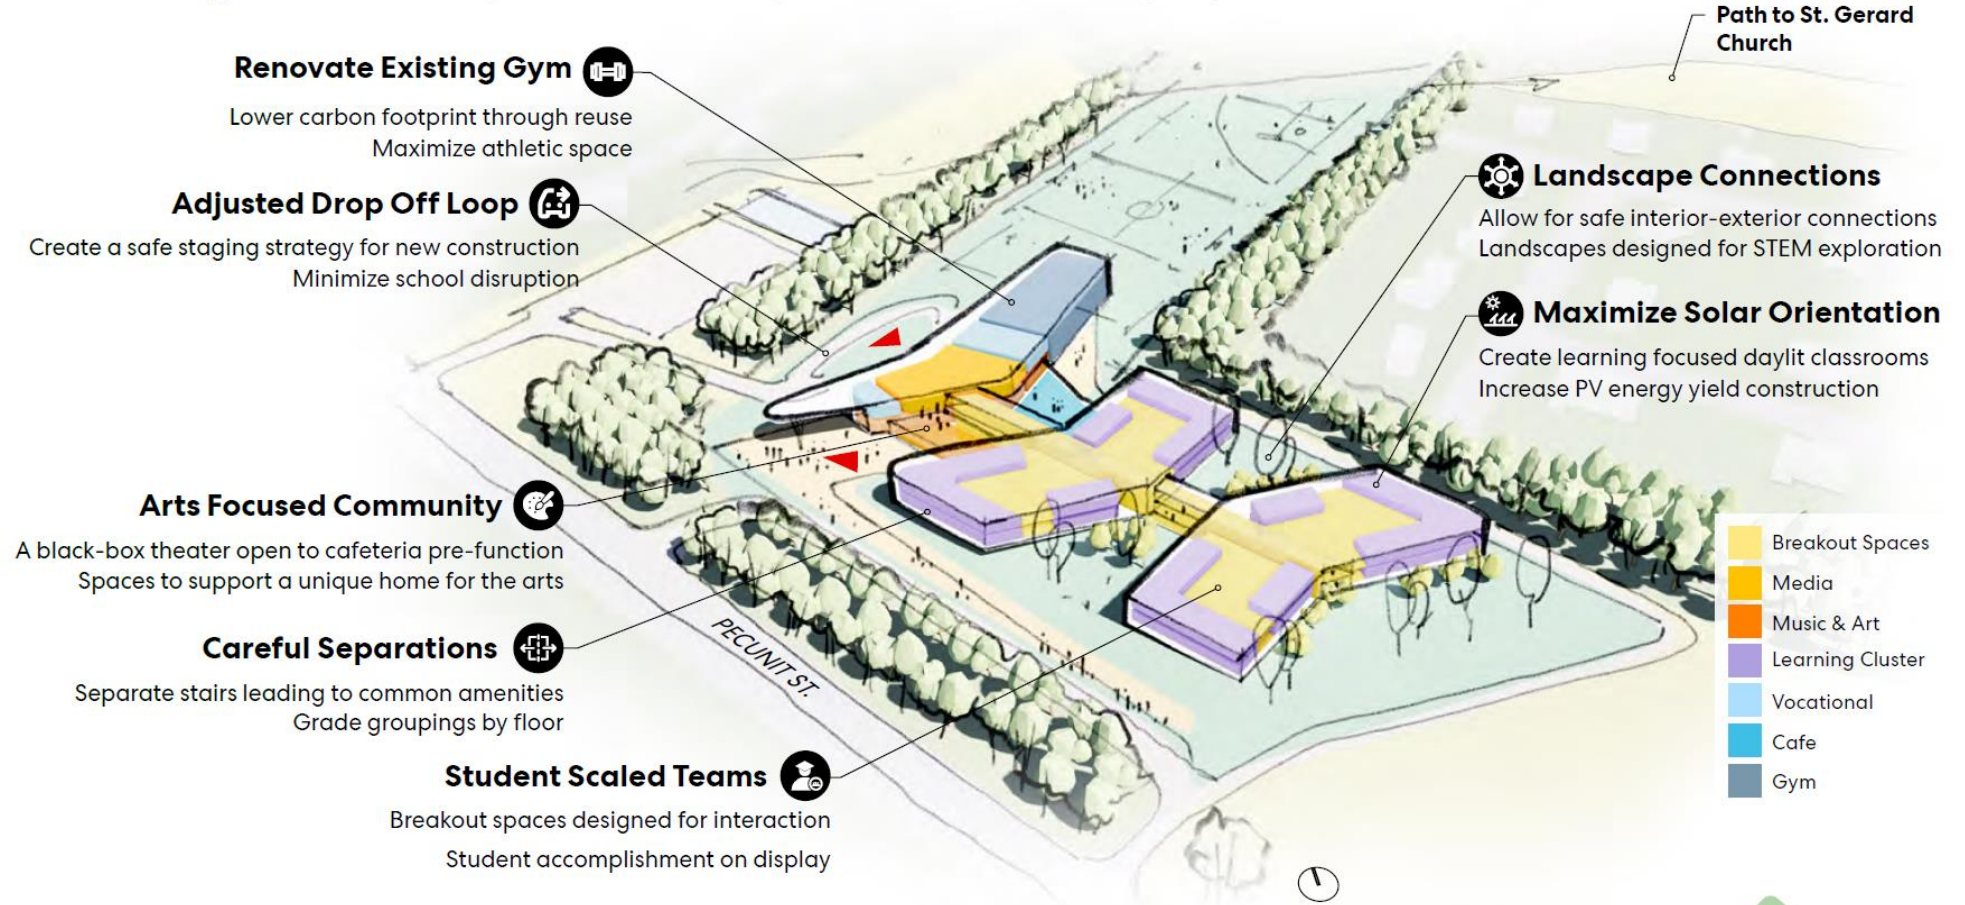 Path to St. Gerard
Church
Renovate Existing Gym
Lower carbon footprint through reuse
Maximize athletic space
Adjusted Drop Off Loop
Create a safe staging strategy for new construction
Minimize school disruption
Landscape Connections
Allow for safe interior-exterior connections
Landscapes designed for STEM exploration
Maximize Solar Orientation
Create learning focused daylit classrooms
Increase PV energy yield construction
Arts Focused Community
A black-box theater open to cafeteria pre-function
Spaces to support a unique home for the arts
Careful Separations
Separate stairs leading to common amenities
Grade groupings by floor
PECUNIT ST.
Student Scaled Teams
Breakout spaces designed for interaction
Student accomplishment on display
Breakout Spaces
Media
Music & Art
Learning Cluster
Vocational
Cafe
Gym